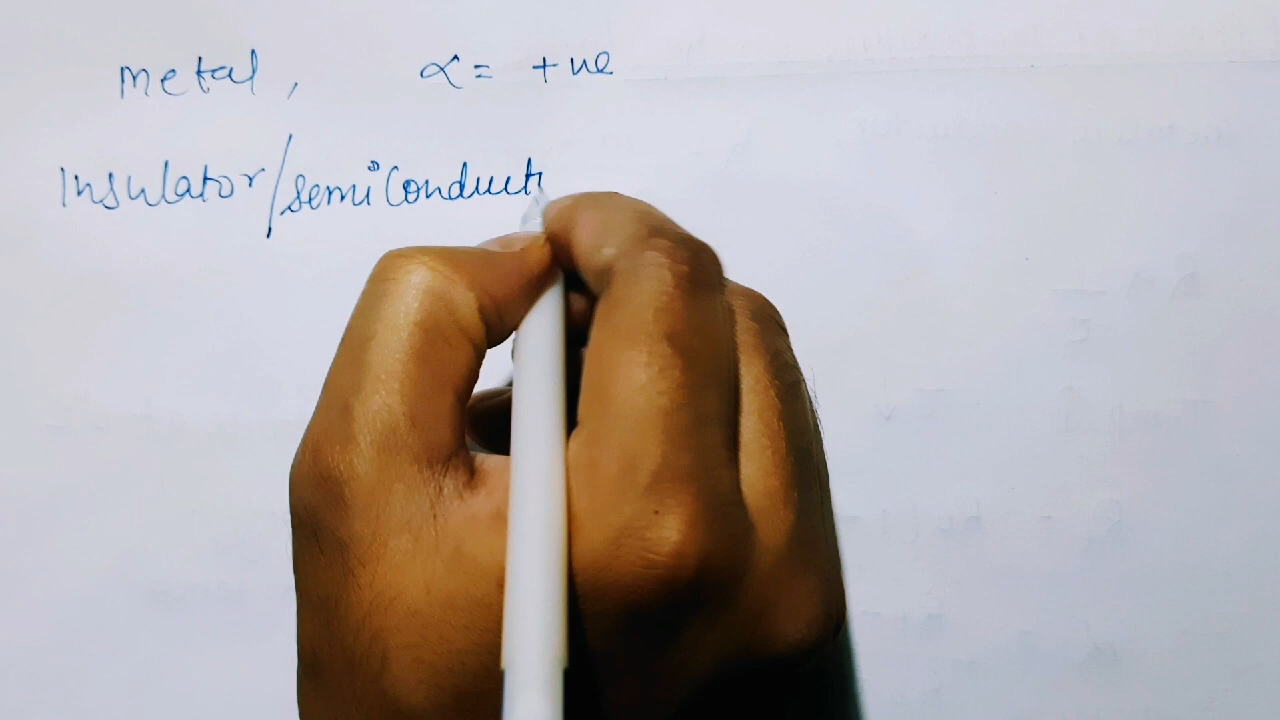 metal, α = +ve
Insulator/semiconduct